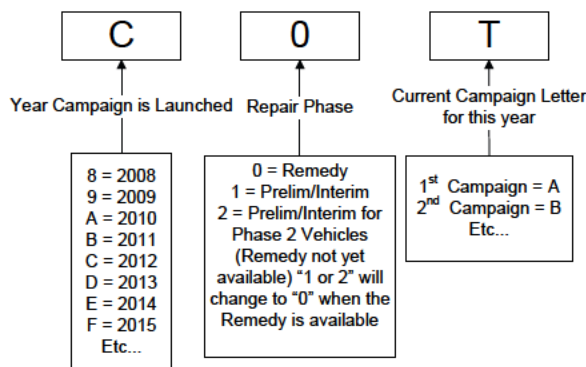 C
0
T
Year Campaign is Launched
Repair Phase
Current Campaign Letter
for this year
8 = 2008
9 = 2009
A = 2010
B = 2011
C = 2012
D = 2013
E = 2014
F = 2015
Etc...
0 = Remedy
1 = Prelim/Interim
2 = Prelim/Interim for
Phase 2 Vehicles
(Remedy not yet
available) “1 or 2” will
change to “0” when the
Remedy is available
1st Campaign = A
2nd Campaign = B
Etc...